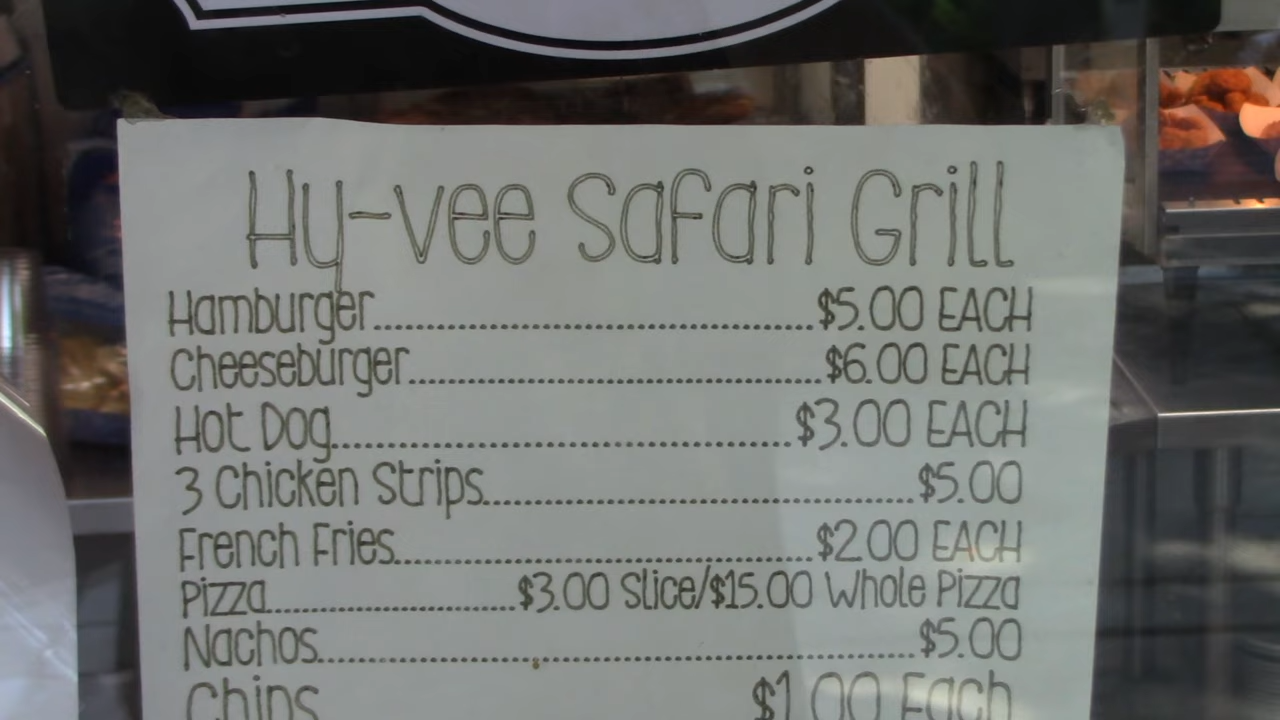 Hy-Vee Safari Grill
Hamburger........................................................$5.00 EACH
Cheeseburger.....................................................$6.00 EACH
Hot Dog..........................................................$3.00 EACH
3 Chicken Strips.......................................................$5.00
French Fries.....................................................$2.00 EACH
Pizza................................$3.00 Slice/$15.00 Whole Pizza
Nachos.............................................................................$5.00
Chips $1.00 Each